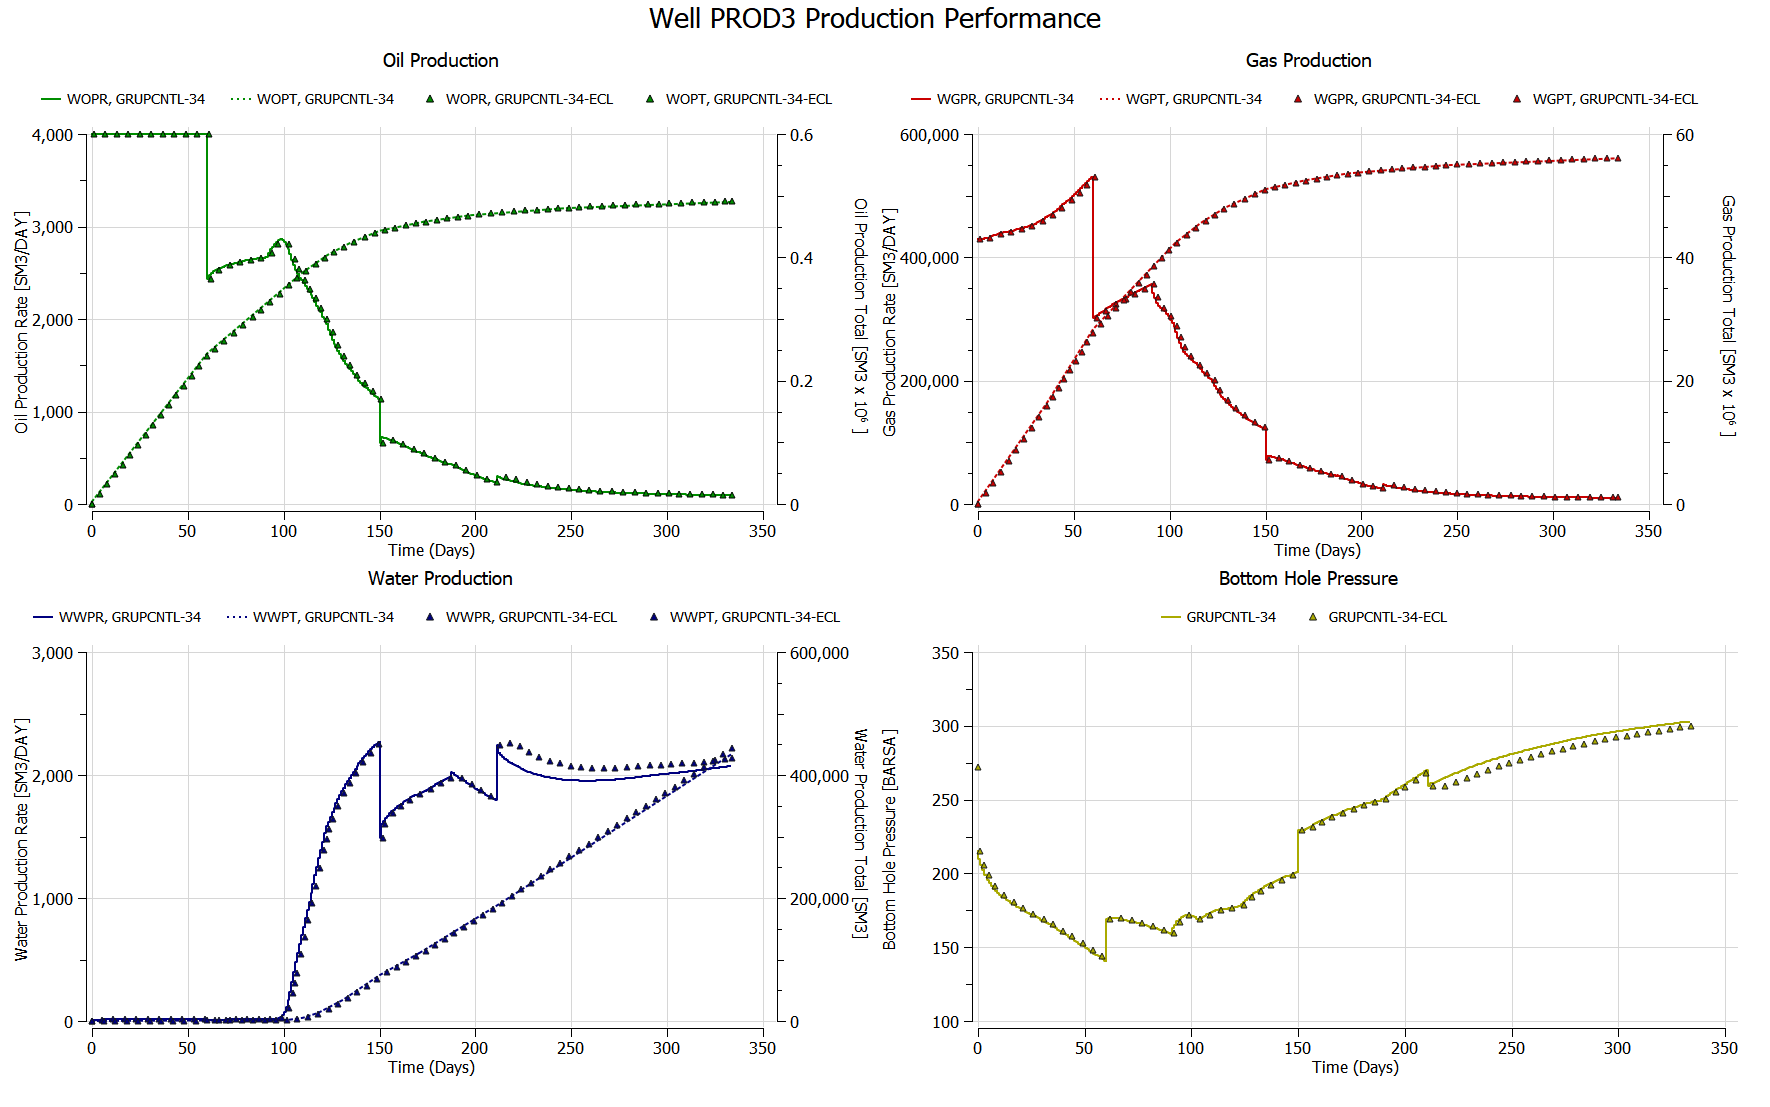 Well PROD3 Production Performance
Oil Production
WOPR, GRUPCNTL-34 WOPT, GRUPCNTL-34 WOPR, GRUPCNTL-34-ECL WOPT, GRUPCNTL-34-ECL
4,000
3,000
2,000
1,000
0
Oil Production Rate [SM3/DAY]
0.6
0.4
0.2
0
Oil Production Total [SM3 x 10⁶ ]
0 50 100 150 200 250 300 350
Time (Days)
Gas Production
WGPR, GRUPCNTL-34 WGPT, GRUPCNTL-34 WGPR, GRUPCNTL-34-ECL WGPT, GRUPCNTL-34-ECL
600,000
400,000
200,000
0
Gas Production Rate [SM3/DAY]
60
40
20
0
Gas Production Total [SM3 x 10⁶ ]
0 50 100 150 200 250 300 350
Time (Days)
Water Production
WWPR, GRUPCNTL-34 WWPT, GRUPCNTL-34 WWPR, GRUPCNTL-34-ECL WWPT, GRUPCNTL-34-ECL
3,000
2,000
1,000
0
Water Production Rate [SM3/DAY]
600,000
400,000
200,000
0
Water Production Total [SM3]
0 50 100 150 200 250 300 350
Time (Days)
Bottom Hole Pressure
GRUPCNTL-34 GRUPCNTL-34-ECL
350
300
250
200
150
100
Bottom Hole Pressure [BARSA]
0 50 100 150 200 250 300 350
Time (Days)